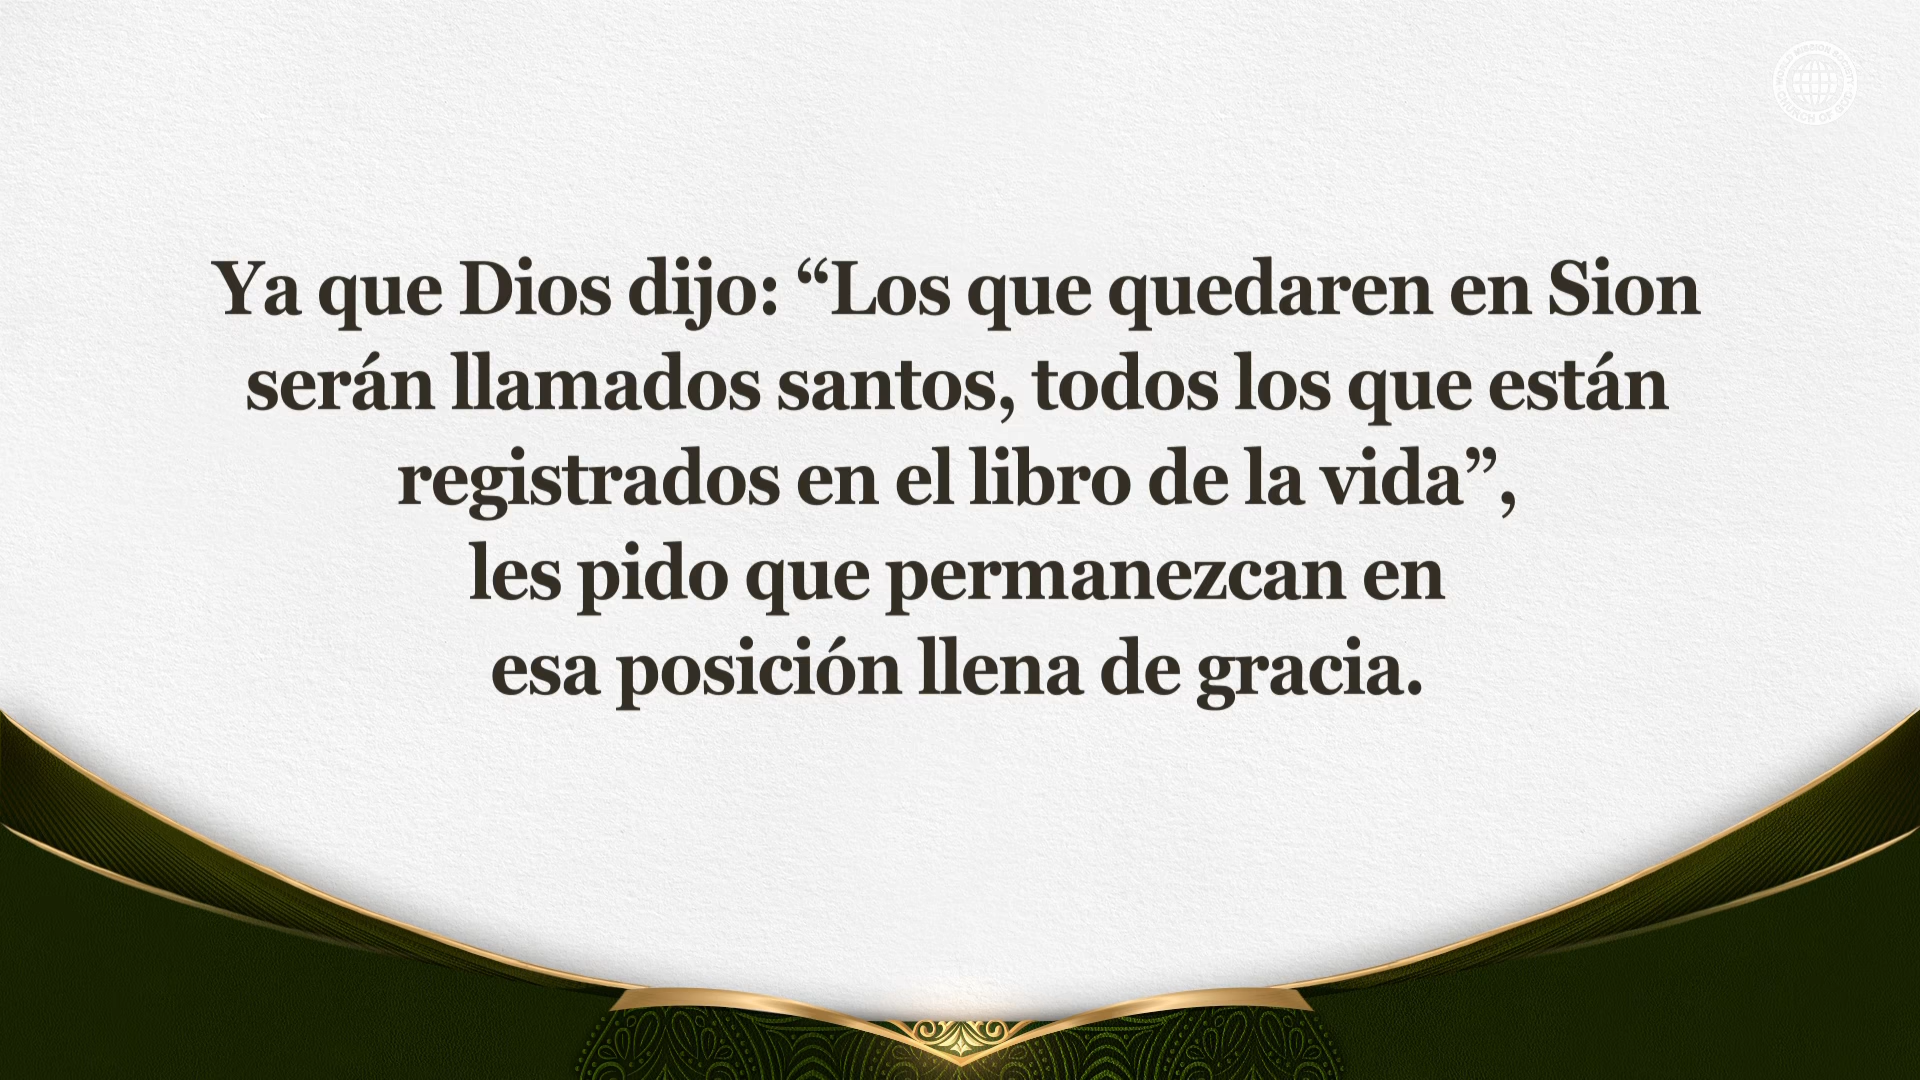 Ya que Dios dijo: “Los que quedaren en Sion
serán llamados santos, todos los que están
registrados en el libro de la vida”,
les pido que permanezcan en
esa posición llena de gracia.